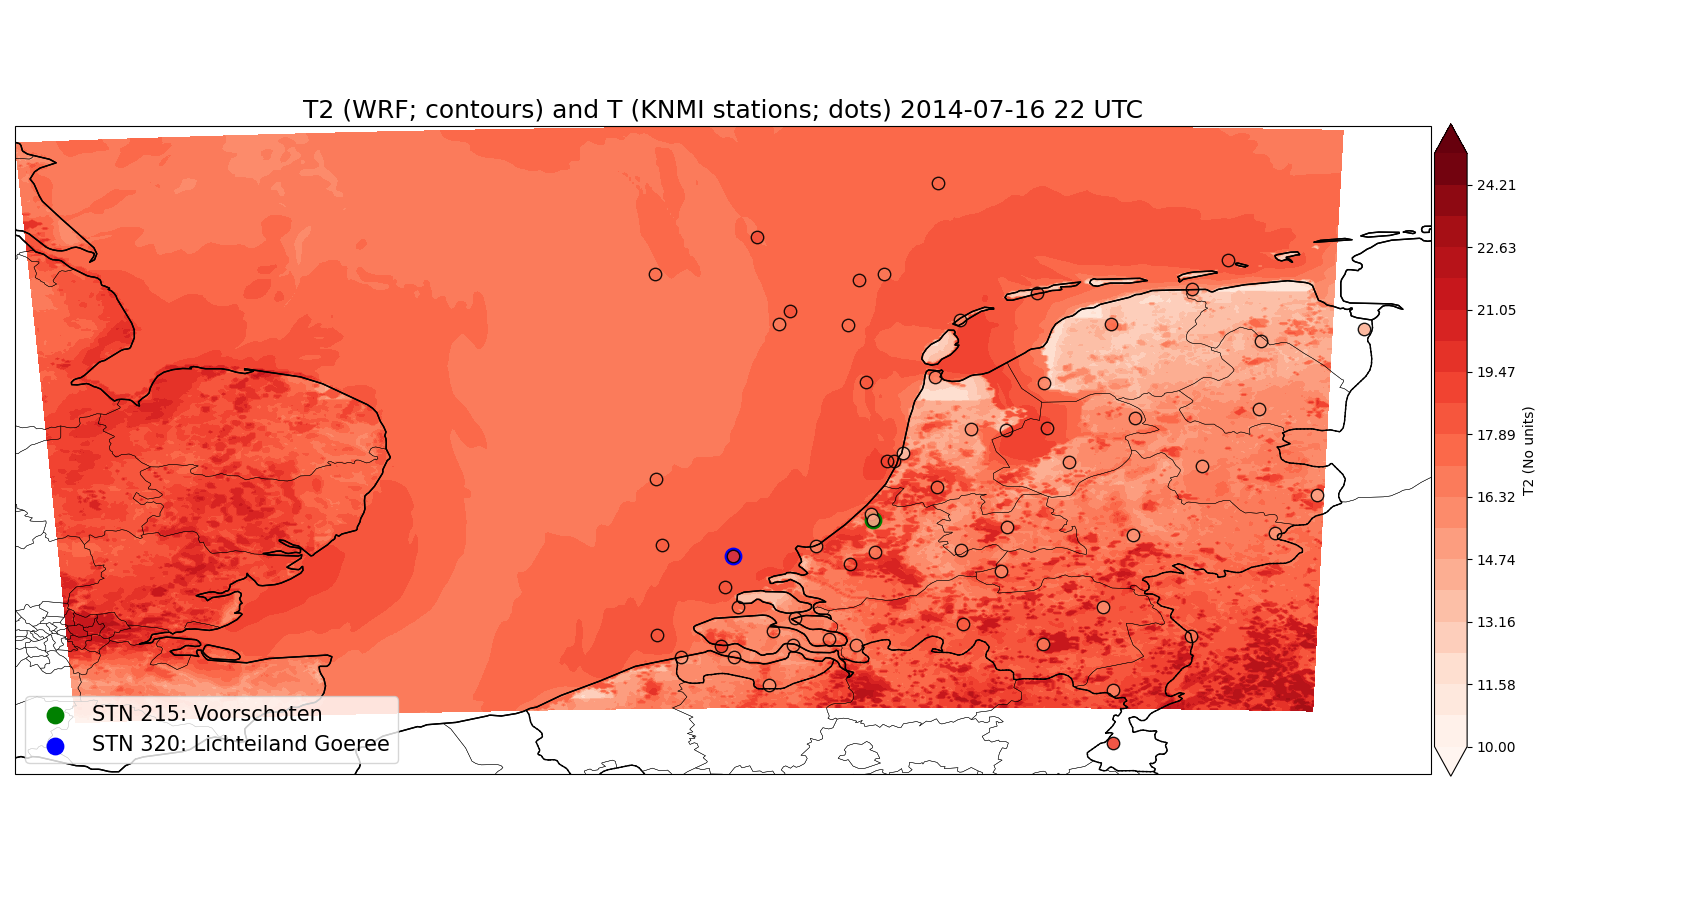 T2 (WRF; contours) and T (KNMI stations; dots) 2014-07-16 22 UTC
24.21
22.63
21.05
19.47
17.89
16.32
14.74
13.16
11.58
10.00
T2 (No units)
STN 215: Voorschoten
STN 320: Lichteiland Goeree